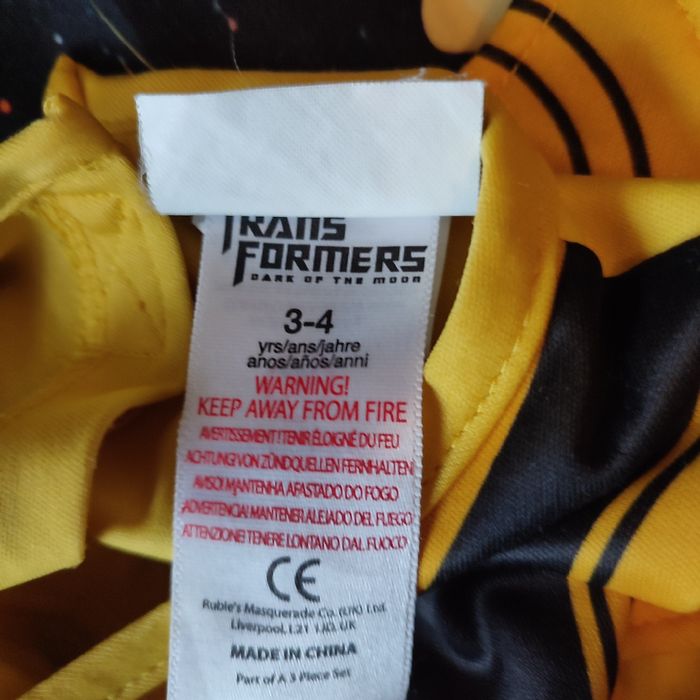 TRANS
FORMERS
DARK OF THE MOON
3-4
yrs/ans/jahre
anos/años/anni
WARNING!
KEEP AWAY FROM FIRE
AVERTISSEMENT! TENIR ÉLOIGNÉ DU FEU
ACHTUNG! VON ZÜNDQUELLEN FERNHALTEN
AVISO! MANTENHA AFASTADO DO FOGO
¡ADVERTENCIA! MANTENER ALEJADO DEL FUEGO
ATTENZIONE! TENERE LONTANO DAL FUOCO
CE
Rubie's Masquerade Co. (UK) Ltd.
Liverpool, L21 1JD, UK
MADE IN CHINA
Part of A 3 Piece Set